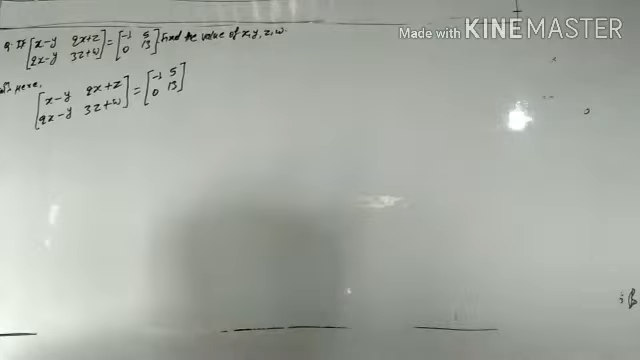 Made with KINEMASTER
Q. If [x-y 2x+z] = [-1 5] Find the value of x, y, z, w.
[2x-y 3z+w] [0 13]
Here,
[x-y 2x+z] = [-1 5]
[2x-y 3z+w] [0 13]